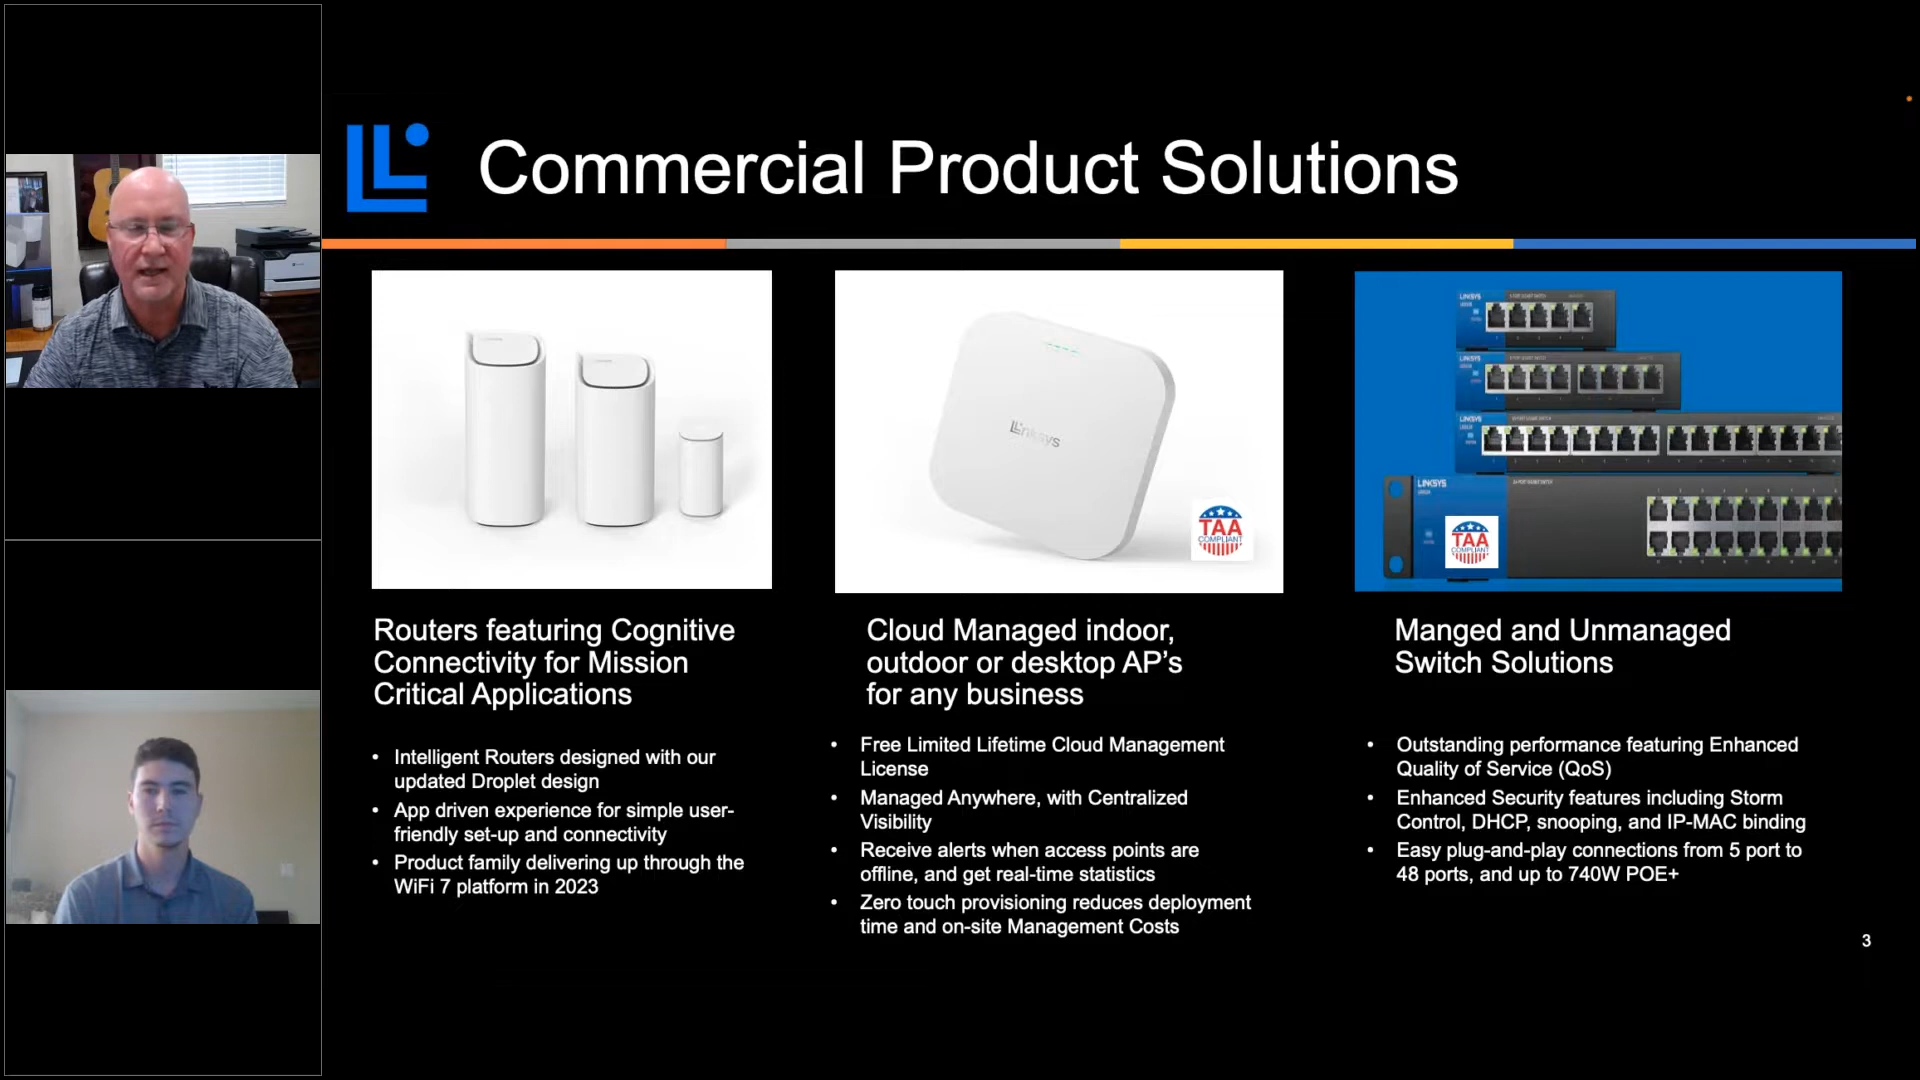 Commercial Product Solutions
Linksys
TAA
COMPLIANT
LINKSYS
LINKSYS
LINKSYS
LINKSYS
TAA
COMPLIANT
Routers featuring Cognitive
Connectivity for Mission
Critical Applications
• Intelligent Routers designed with our
updated Droplet design
• App driven experience for simple user-
friendly set-up and connectivity
• Product family delivering up through the
WiFi 7 platform in 2023
Cloud Managed indoor,
outdoor or desktop AP’s
for any business
• Free Limited Lifetime Cloud Management
License
• Managed Anywhere, with Centralized
Visibility
• Receive alerts when access points are
offline, and get real-time statistics
• Zero touch provisioning reduces deployment
time and on-site Management Costs
Manged and Unmanaged
Switch Solutions
• Outstanding performance featuring Enhanced
Quality of Service (QoS)
• Enhanced Security features including Storm
Control, DHCP, snooping, and IP-MAC binding
• Easy plug-and-play connections from 5 port to
48 ports, and up to 740W POE+
3